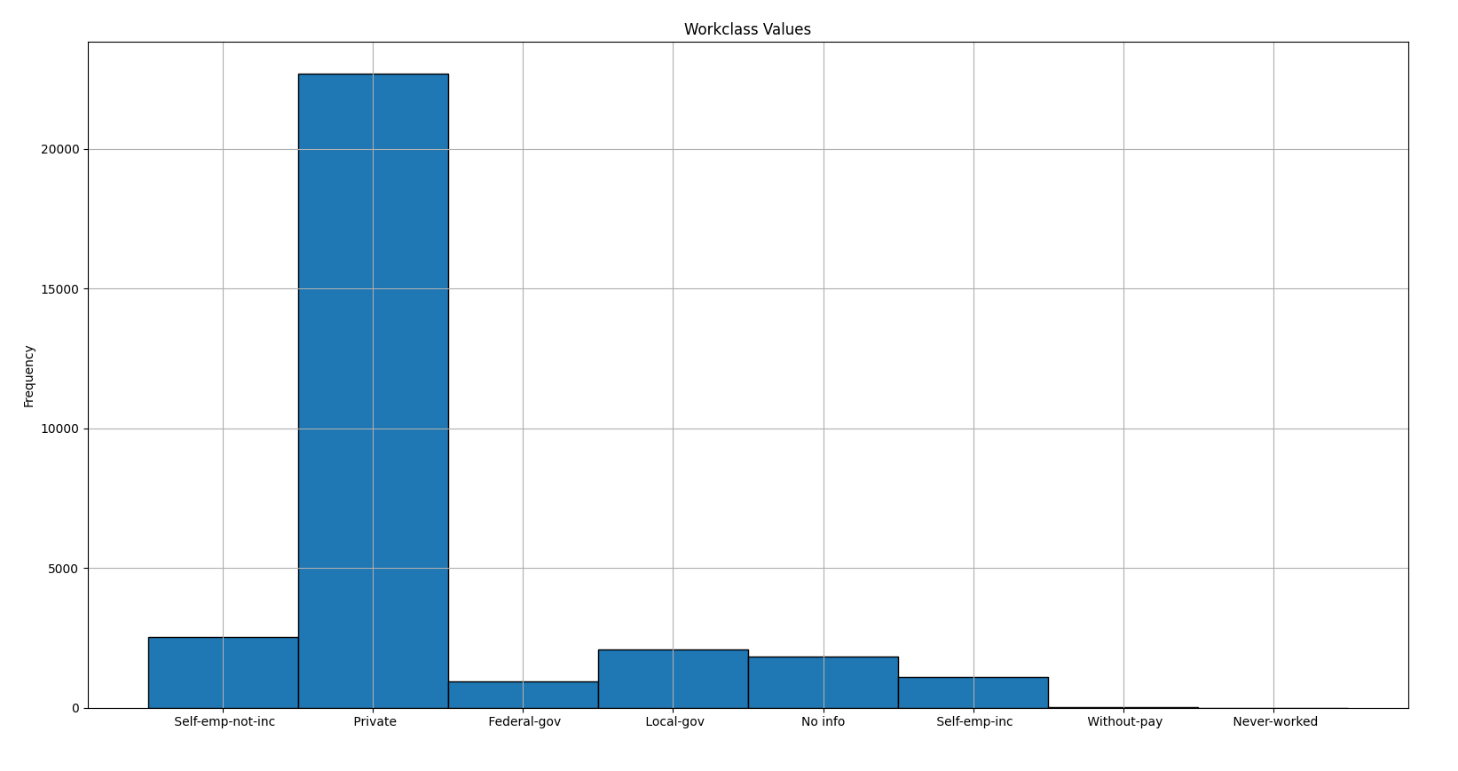 Workclass Values
Frequency
20000
15000
10000
5000
0
Self-emp-not-inc
Private
Federal-gov
Local-gov
No info
Self-emp-inc
Without-pay
Never-worked